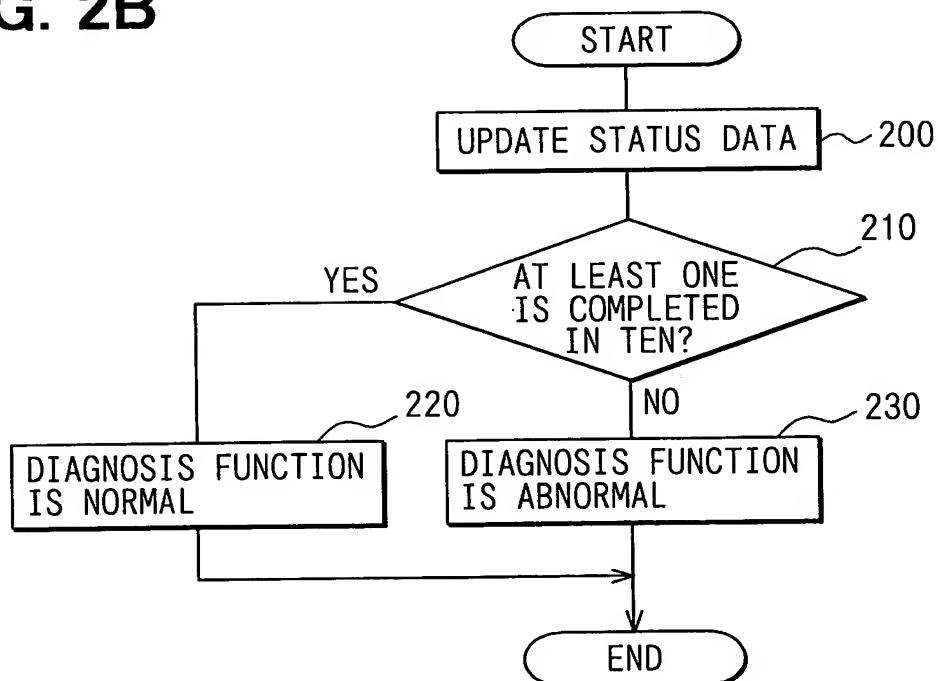 G. 2B
START
UPDATE STATUS DATA
200
210
YES
AT LEAST ONE
IS COMPLETED
IN TEN?
NO
220
230
DIAGNOSIS FUNCTION
IS NORMAL
DIAGNOSIS FUNCTION
IS ABNORMAL
END